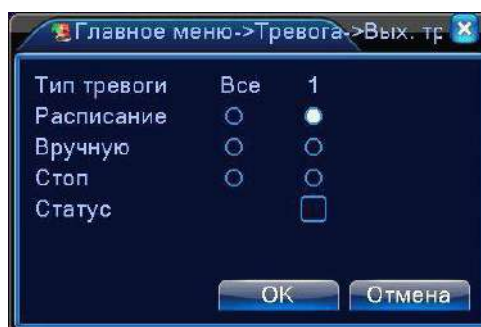 Главное меню->Тревога->Вых. тр
Тип тревоги Все 1
Расписание
Вручную
Стоп
Статус
OK Отмена